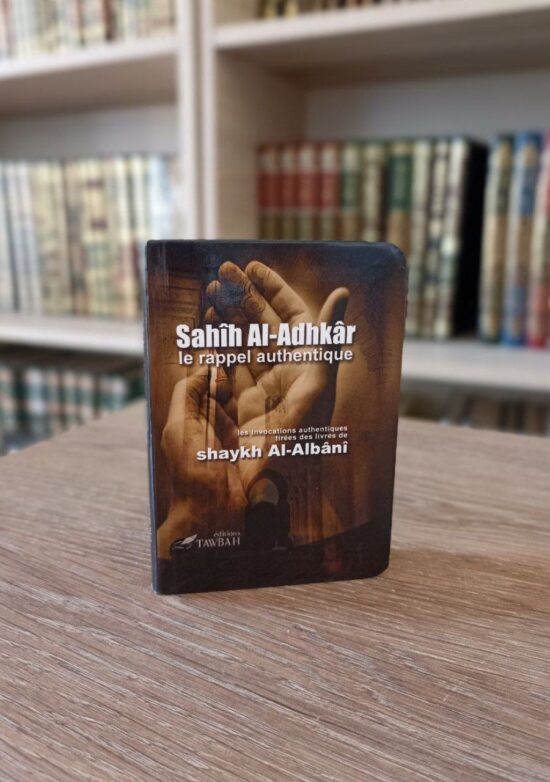 Sahîh Al-Adhkâr
le rappel authentique
les invocations authentiques
tirées des livres de
shaykh Al-Albânî
éditions
TAWBAH